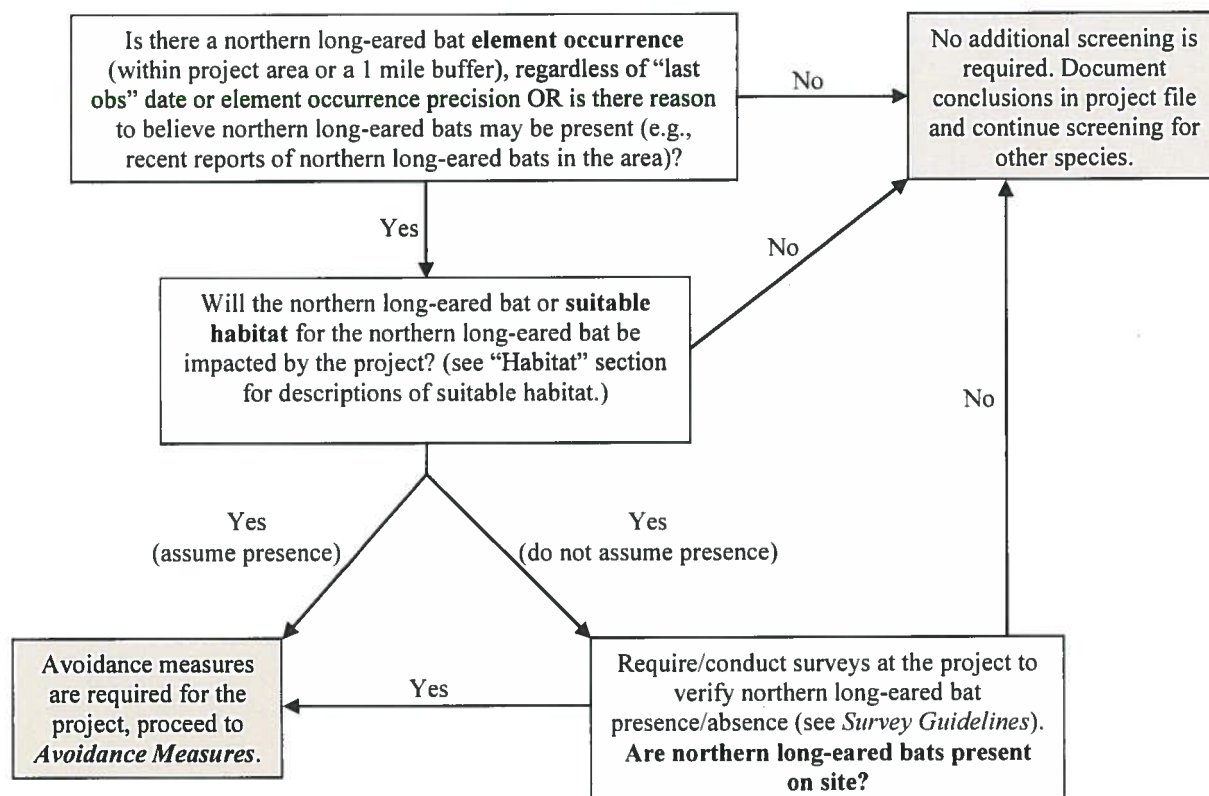 Is there a northern long-eared bat element occurrence
(within project area or a 1 mile buffer), regardless of “last
obs” date or element occurrence precision OR is there reason
to believe northern long-eared bats may be present (e.g.,
recent reports of northern long-eared bats in the area)?
No
No additional screening is
required. Document
conclusions in project file
and continue screening for
other species.
Yes
No
Will the northern long-eared bat or suitable
habitat for the northern long-eared bat be
impacted by the project? (see “Habitat” section
for descriptions of suitable habitat.)
No
Yes
(assume presence)
Yes
(do not assume presence)
Avoidance measures
are required for the
project, proceed to
Avoidance Measures.
Yes
Require/conduct surveys at the project to
verify northern long-eared bat
presence/absence (see Survey Guidelines).
Are northern long-eared bats present
on site?